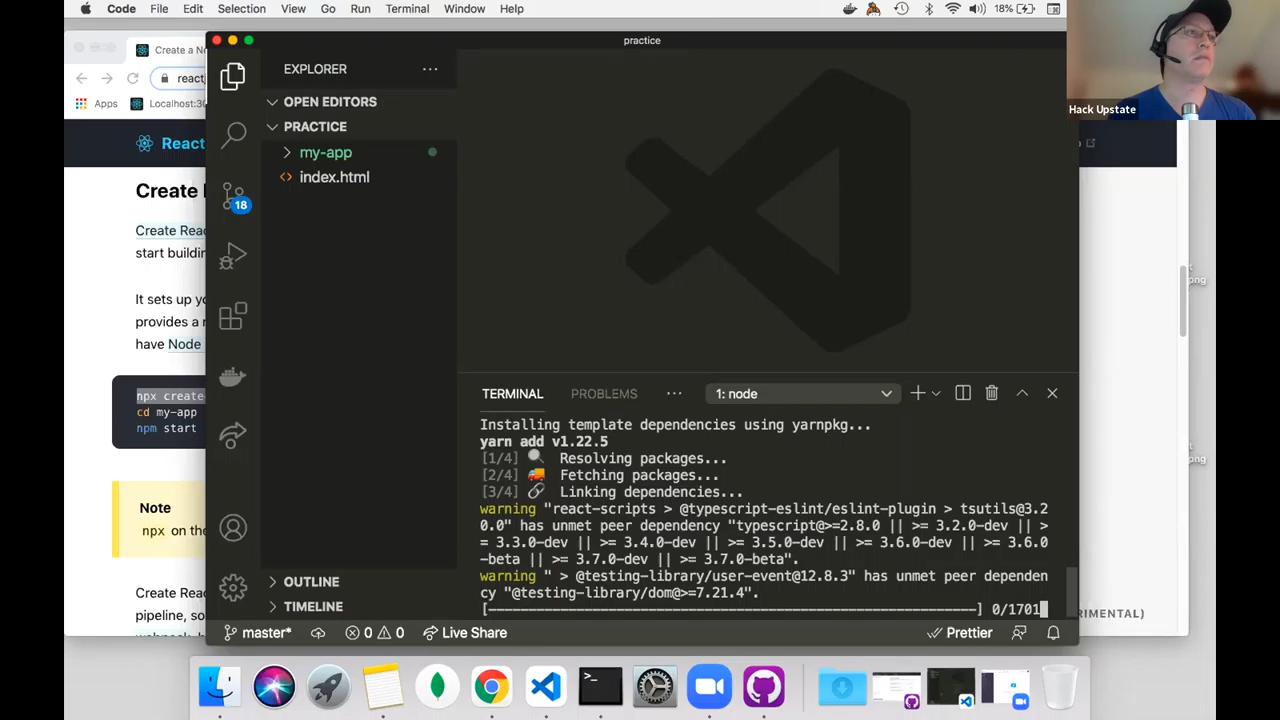 Code File Edit Selection View Go Run Terminal Window Help 18%
practice
Hack Upstate
Create a Ne
reactj
Apps Localhost:30
React
Create
Create Reac
start buildin
It sets up yo
provides a n
have Node
npx create
cd my-app
npm start
Note
npx on the
Create Reac
pipeline, so
EXPLORER
OPEN EDITORS
PRACTICE
my-app
index.html
18
OUTLINE
TIMELINE
TERMINAL PROBLEMS 1: node
Installing template dependencies using yarnpkg...
yarn add v1.22.5
[1/4] 🔍 Resolving packages...
[2/4] 🚚 Fetching packages...
[3/4] 🔗 Linking dependencies...
warning "react-scripts > @typescript-eslint/eslint-plugin > tsutils@3.2
0.0" has unmet peer dependency "typescript@>=2.8.0 || >= 3.2.0-dev || >
= 3.3.0-dev || >= 3.4.0-dev || >= 3.5.0-dev || >= 3.6.0-dev || >= 3.6.0
-beta || >= 3.7.0-dev || >= 3.7.0-beta".
warning " > @testing-library/user-event@12.8.3" has unmet peer dependen
cy "@testing-library/dom@>=7.21.4".
[----------------------------------------------------------] 0/1701
RIMENTAL)
png
png
master* 0 0 Live Share Prettier